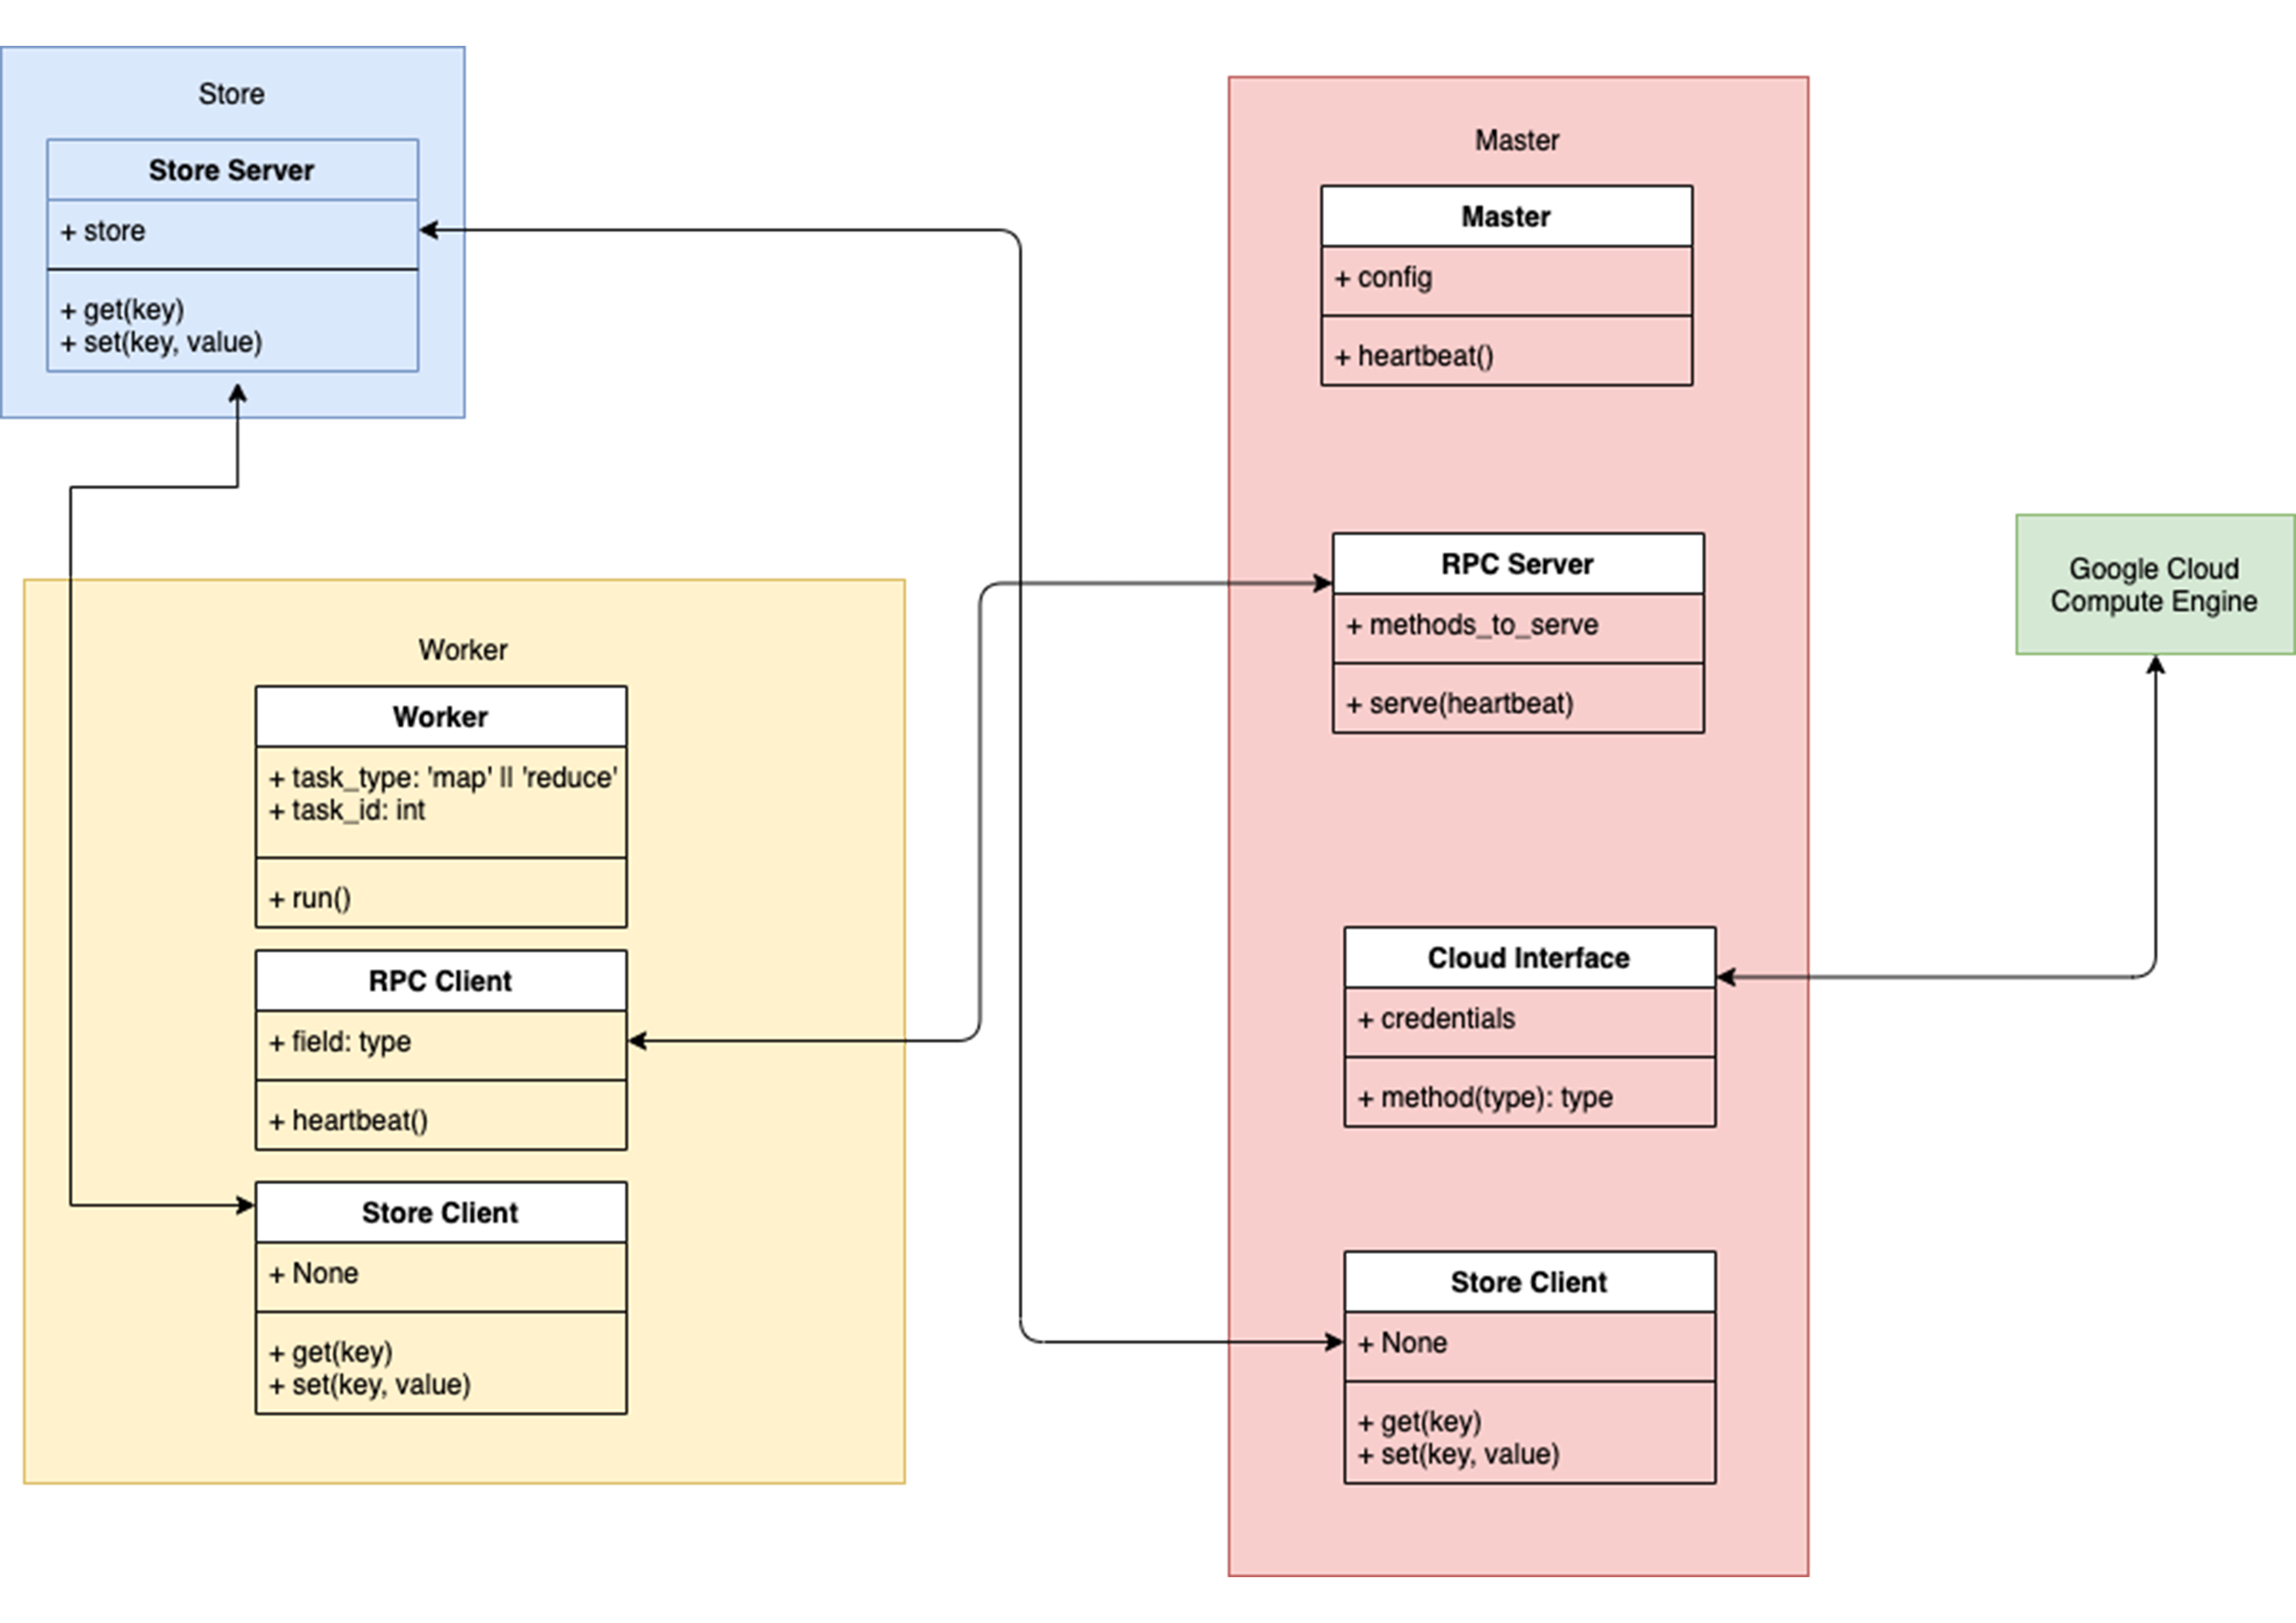 Store
Store Server
+ store
+ get(key)
+ set(key, value)
Worker
Worker
+ task_type: 'map' || 'reduce'
+ task_id: int
+ run()
RPC Client
+ field: type
+ heartbeat()
Store Client
+ None
+ get(key)
+ set(key, value)
Master
Master
+ config
+ heartbeat()
RPC Server
+ methods_to_serve
+ serve(heartbeat)
Cloud Interface
+ credentials
+ method(type): type
Store Client
+ None
+ get(key)
+ set(key, value)
Google Cloud
Compute Engine